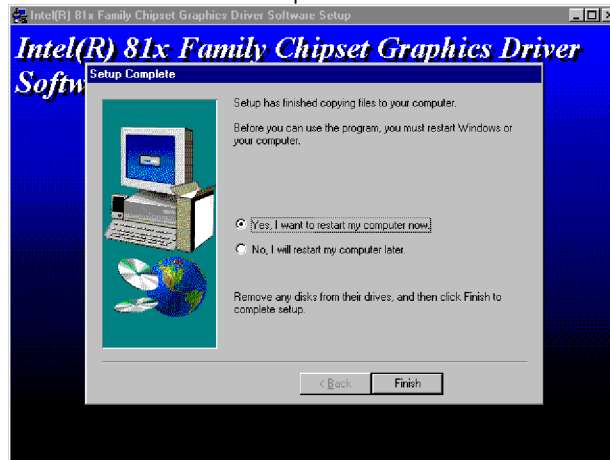 Intel(R) 81x Family Chipset Graphics Driver Software Setup
Intel(R) 81x Family Chipset Graphics Driver
Softw
Setup Complete
Setup has finished copying files to your computer.
Before you can use the program, you must restart Windows or
your computer.
Yes, I want to restart my computer now.
No, I will restart my computer later.
Remove any disks from their drives, and then click Finish to
complete setup.
< Back
Finish